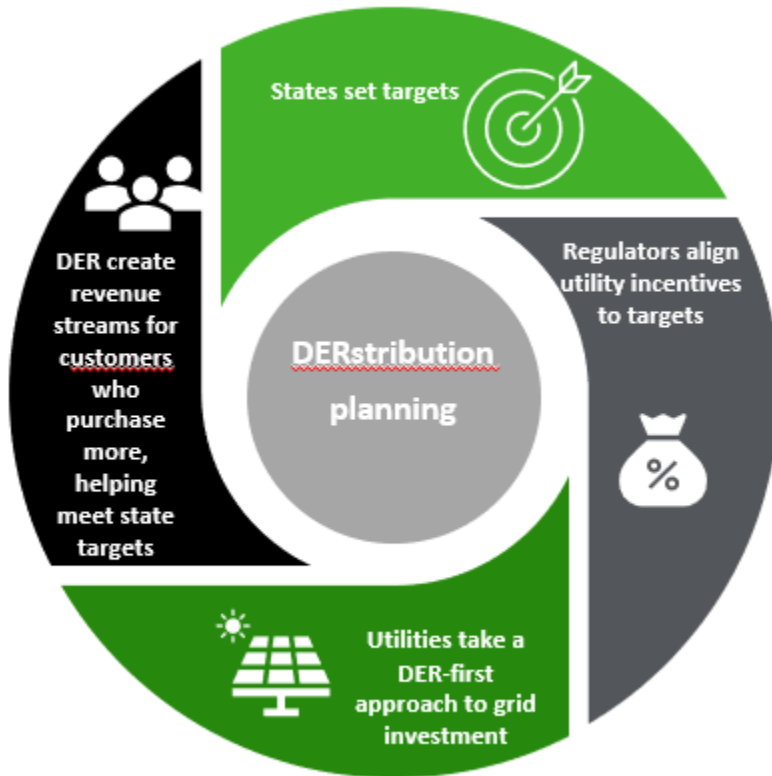 States set targets
Regulators align
utility incentives
to targets
DERstribution
planning
DER create
revenue
streams for
customers
who
purchase
more,
helping
meet state
targets
%
Utilities take a
DER-first
approach to grid
investment